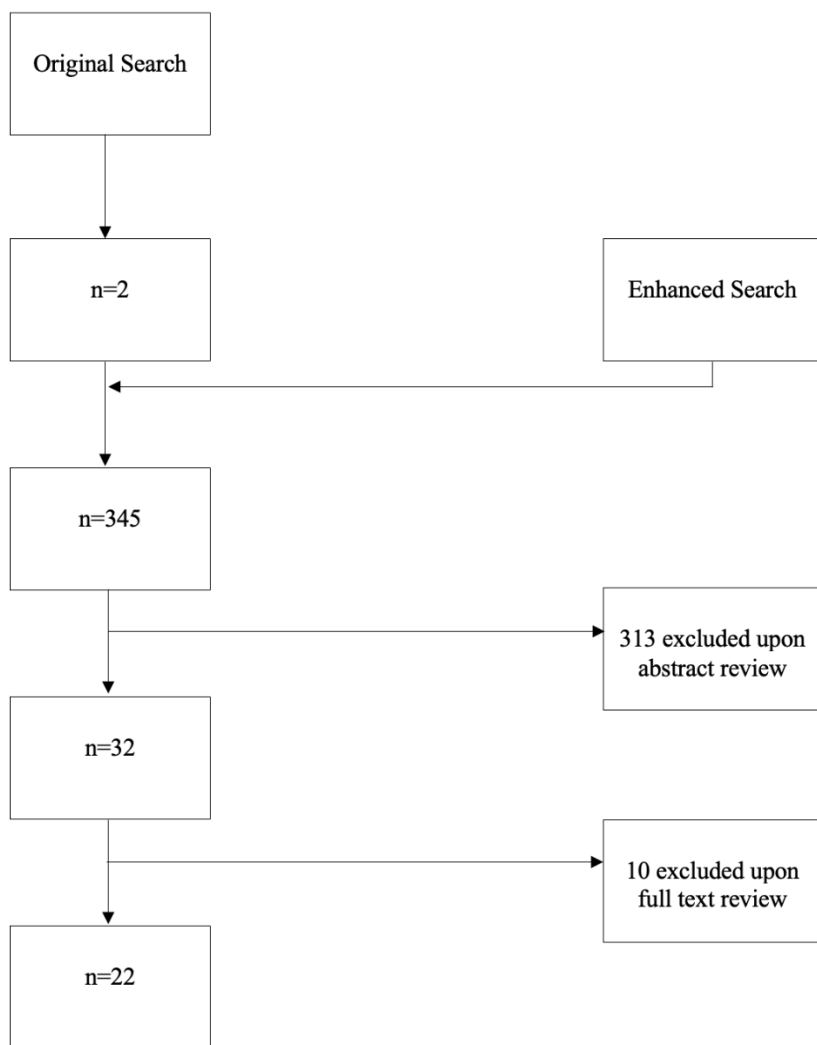 Original Search
n=2
Enhanced Search
n=345
313 excluded upon
abstract review
n=32
10 excluded upon
full text review
n=22